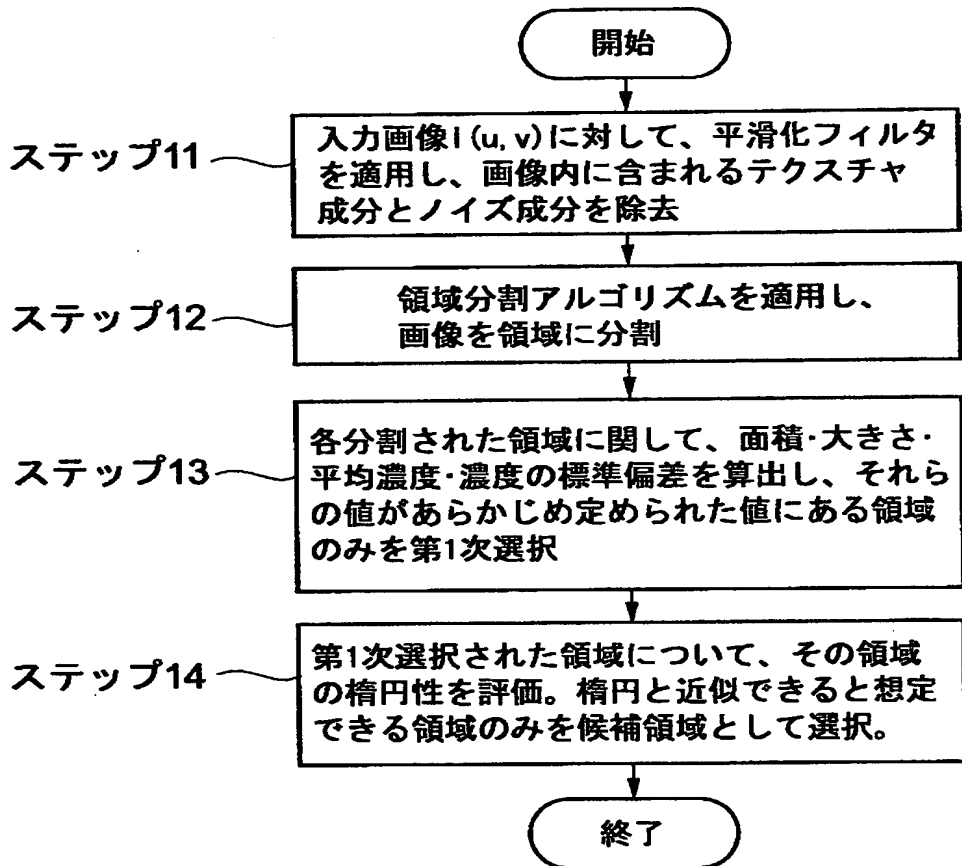 開始
ステップ11
入力画像I(u,v)に対して、平滑化フィルタ
を適用し、画像内に含まれるテクスチャ
成分とノイズ成分を除去
ステップ12
領域分割アルゴリズムを適用し、
画像を領域に分割
ステップ13
各分割された領域に関して、面積・大きさ・
平均濃度・濃度の標準偏差を算出し、それら
の値があらかじめ定められた値にある領域
のみを第1次選択
ステップ14
第1次選択された領域について、その領域
の楕円性を評価。楕円と近似できると想定
できる領域のみを候補領域として選択。
終了